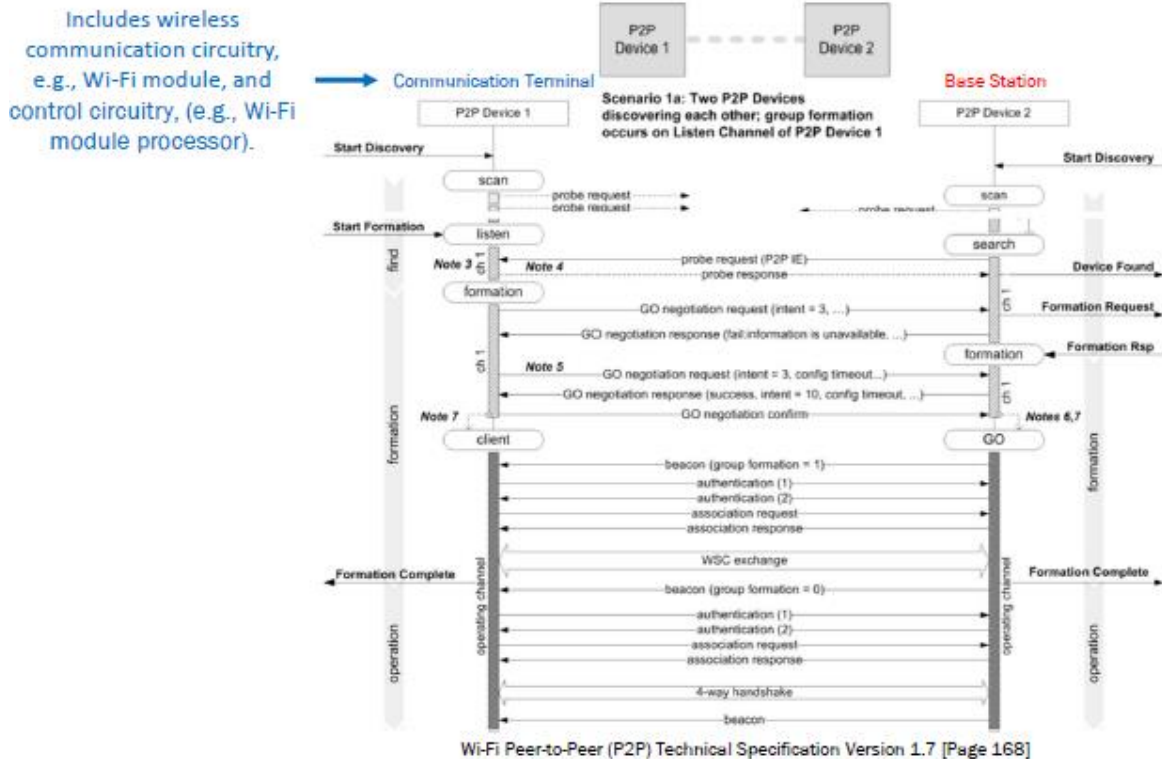 Includes wireless
communication circuitry,
e.g., Wi-Fi module, and
control circuitry, (e.g., Wi-Fi
module processor).
P2P
Device 1
P2P
Device 2
Communication Terminal
Base Station
Scenario 1a: Two P2P Devices
discovering each other; group formation
occurs on Listen Channel of P2P Device 1
P2P Device 1
P2P Device 2
Start Discovery
Start Discovery
scan
scan
probe request
probe request
probe request
Start Formation
listen
search
find
Note 3
ch 1
Note 4
probe request (P2P IE)
probe response
Device Found
formation
GO negotiation request (intent = 3, ...)
Formation Request
GO negotiation response (fail:information is unavailable, ...)
formation
Formation Rsp
ch 1
Note 5
GO negotiation request (intent = 3, config timeout...)
GO negotiation response (success, intent = 10, config timeout, ...)
Note 7
GO negotiation confirm
Notes 6,7
formation
client
GO
formation
beacon (group formation = 1)
authentication (1)
authentication (2)
association request
association response
WSC exchange
Formation Complete
Formation Complete
beacon (group formation = 0)
operating channel
operating channel
authentication (1)
authentication (2)
operation
operation
association request
association response
4-way handshake
beacon
Wi-Fi Peer-to-Peer (P2P) Technical Specification Version 1.7 [Page 168]